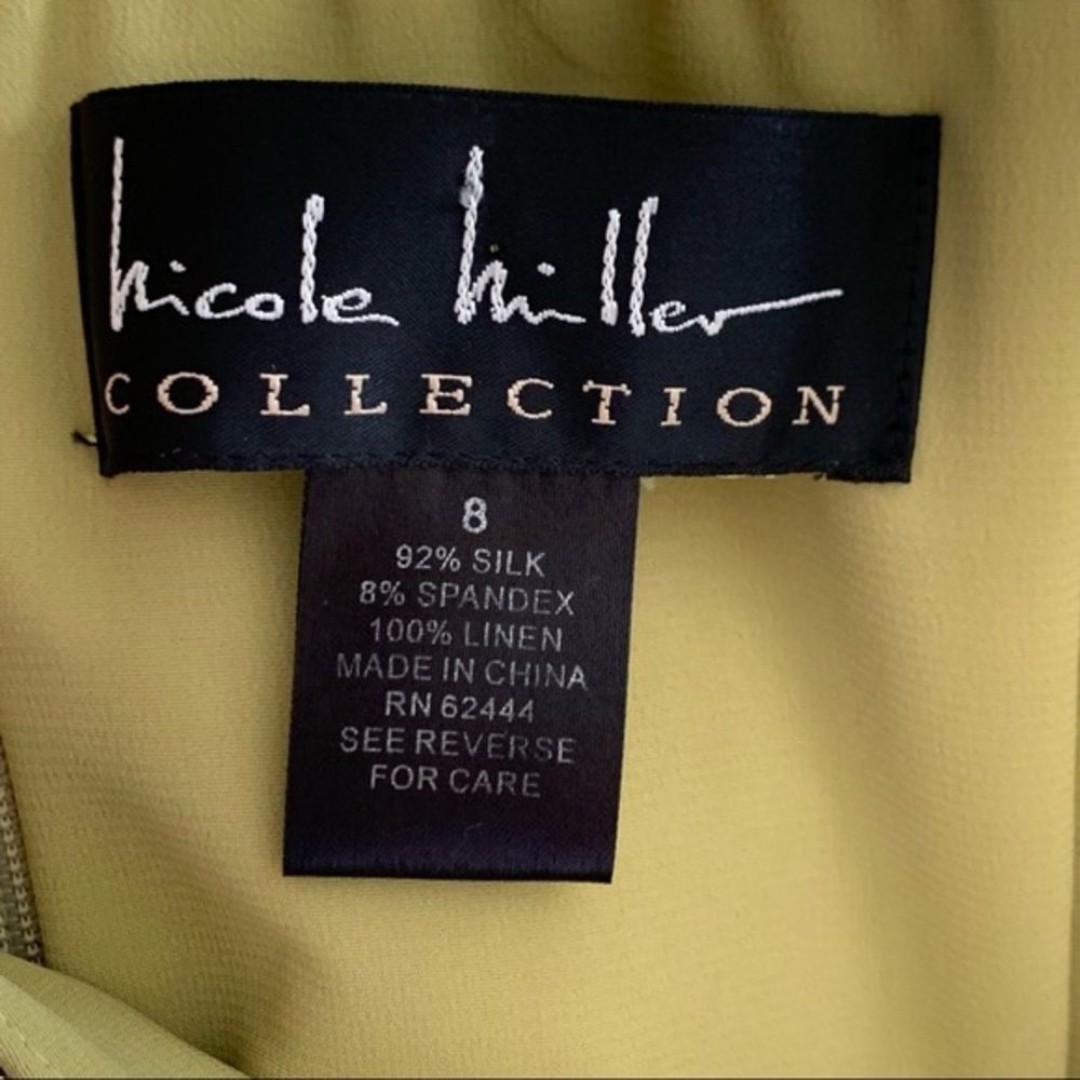 Nicole Miller
COLLECTION
8
92% SILK
8% SPANDEX
100% LINEN
MADE IN CHINA
RN 62444
SEE REVERSE
FOR CARE